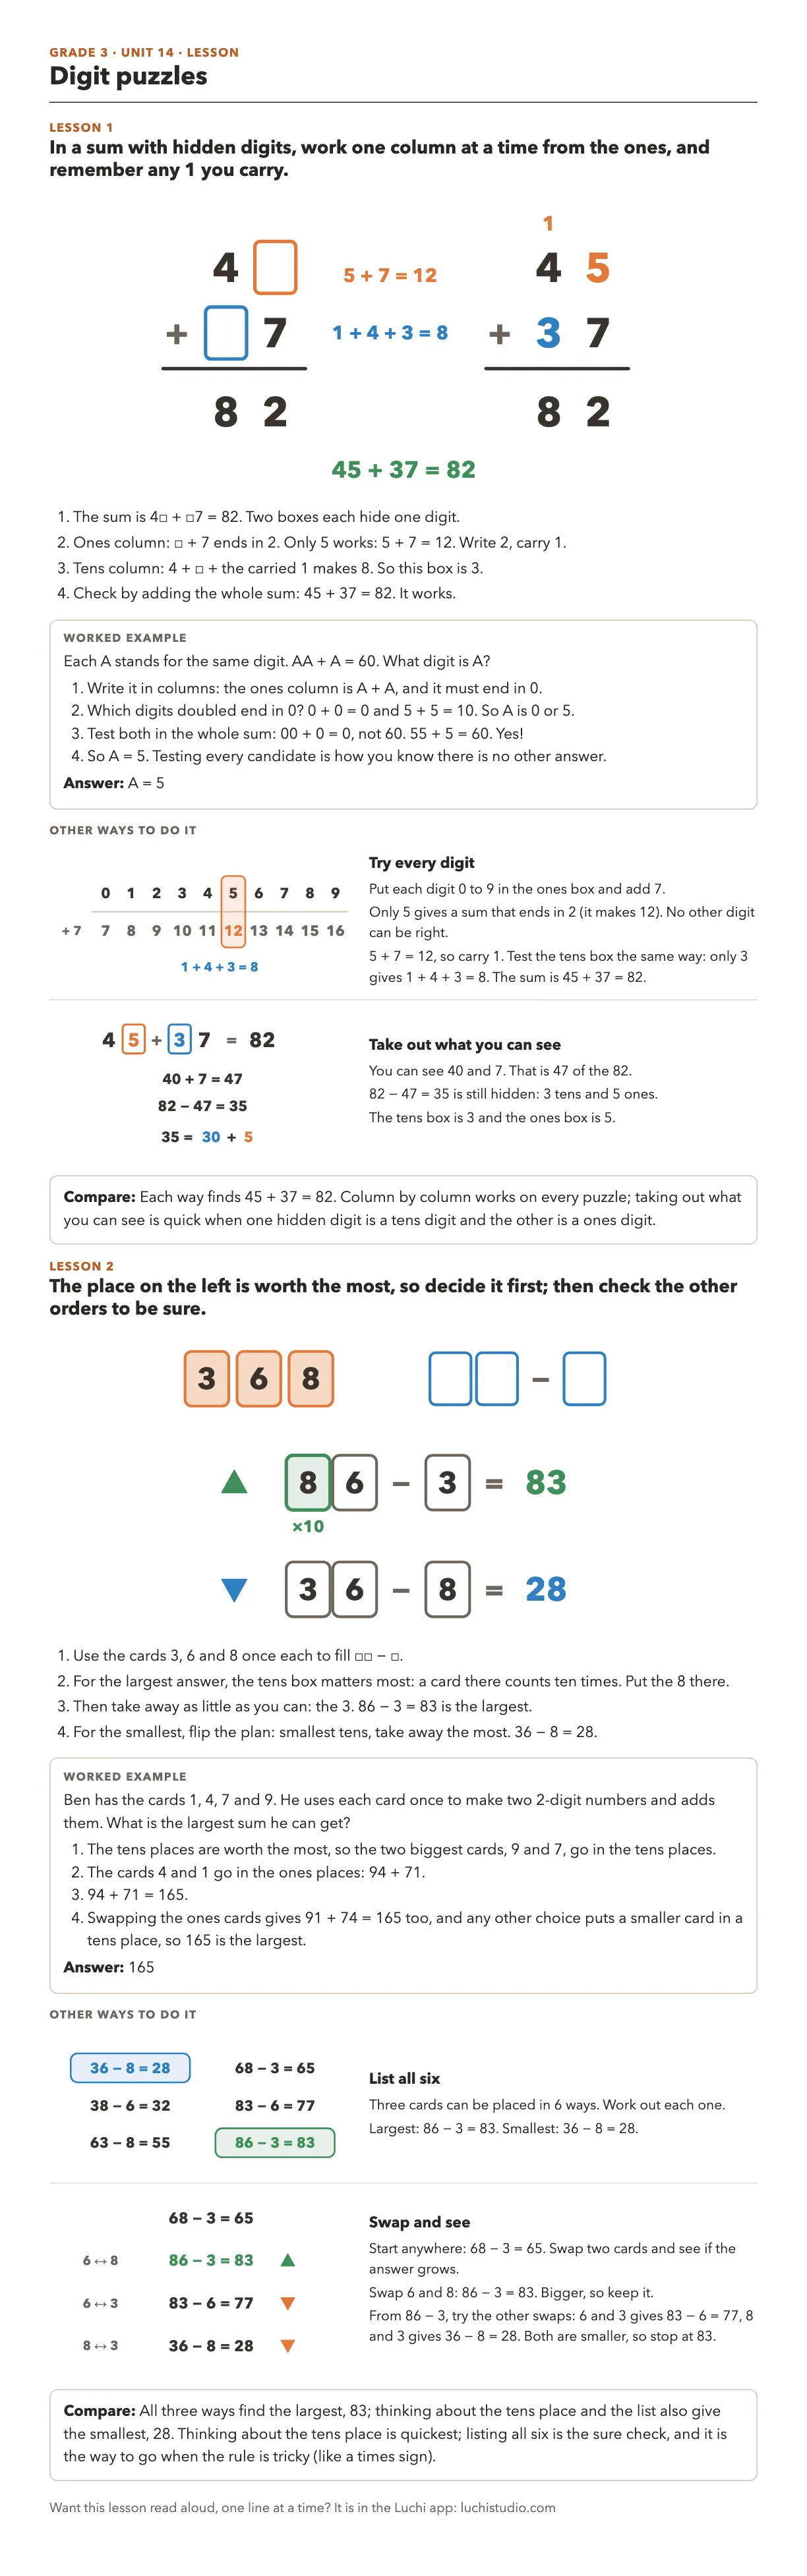 GRADE 3 · UNIT 14 · LESSON
Digit puzzles
LESSON 1
In a sum with hidden digits, work one column at a time from the ones, and
remember any 1 you carry.
1
4 □ 5 + 7 = 12 4 5
+ □ 7 1 + 4 + 3 = 8 + 3 7
8 2 8 2
45 + 37 = 82
1. The sum is 4□ + □7 = 82. Two boxes each hide one digit.
2. Ones column: □ + 7 ends in 2. Only 5 works: 5 + 7 = 12. Write 2, carry 1.
3. Tens column: 4 + □ + the carried 1 makes 8. So this box is 3.
4. Check by adding the whole sum: 45 + 37 = 82. It works.
WORKED EXAMPLE
Each A stands for the same digit. AA + A = 60. What digit is A?
1. Write it in columns: the ones column is A + A, and it must end in 0.
2. Which digits doubled end in 0? 0 + 0 = 0 and 5 + 5 = 10. So A is 0 or 5.
3. Test both in the whole sum: 00 + 0 = 0, not 60. 55 + 5 = 60. Yes!
4. So A = 5. Testing every candidate is how you know there is no other answer.
Answer: A = 5
OTHER WAYS TO DO IT
0 1 2 3 4 5 6 7 8 9
+ 7 7 8 9 10 11 12 13 14 15 16
1 + 4 + 3 = 8
Try every digit
Put each digit 0 to 9 in the ones box and add 7.
Only 5 gives a sum that ends in 2 (it makes 12). No other digit
can be right.
5 + 7 = 12, so carry 1. Test the tens box the same way: only 3
gives 1 + 4 + 3 = 8. The sum is 45 + 37 = 82.
4 5 + 3 7 = 82
40 + 7 = 47
82 − 47 = 35
35 = 30 + 5
Take out what you can see
You can see 40 and 7. That is 47 of the 82.
82 − 47 = 35 is still hidden: 3 tens and 5 ones.
The tens box is 3 and the ones box is 5.
Compare: Each way finds 45 + 37 = 82. Column by column works on every puzzle; taking out what
you can see is quick when one hidden digit is a tens digit and the other is a ones digit.
LESSON 2
The place on the left is worth the most, so decide it first; then check the other
orders to be sure.
3 6 8 □□ − □
▲ 8 6 − 3 = 83
×10
▼ 3 6 − 8 = 28
1. Use the cards 3, 6 and 8 once each to fill □□ − □.
2. For the largest answer, the tens box matters most: a card there counts ten times. Put the 8 there.
3. Then take away as little as you can: the 3. 86 − 3 = 83 is the largest.
4. For the smallest, flip the plan: smallest tens, take away the most. 36 − 8 = 28.
WORKED EXAMPLE
Ben has the cards 1, 4, 7 and 9. He uses each card once to make two 2-digit numbers and adds
them. What is the largest sum he can get?
1. The tens places are worth the most, so the two biggest cards, 9 and 7, go in the tens places.
2. The cards 4 and 1 go in the ones places: 94 + 71.
3. 94 + 71 = 165.
4. Swapping the ones cards gives 91 + 74 = 165 too, and any other choice puts a smaller card in a
tens place, so 165 is the largest.
Answer: 165
OTHER WAYS TO DO IT
36 − 8 = 28 68 − 3 = 65
38 − 6 = 32 83 − 6 = 77
63 − 8 = 55 86 − 3 = 83
List all six
Three cards can be placed in 6 ways. Work out each one.
Largest: 86 − 3 = 83. Smallest: 36 − 8 = 28.
68 − 3 = 65
6 ↔ 8 86 − 3 = 83 ▲
6 ↔ 3 83 − 6 = 77 ▼
8 ↔ 3 36 − 8 = 28 ▼
Swap and see
Start anywhere: 68 − 3 = 65. Swap two cards and see if the
answer grows.
Swap 6 and 8: 86 − 3 = 83. Bigger, so keep it.
From 86 − 3, try the other swaps: 6 and 3 gives 83 − 6 = 77, 8
and 3 gives 36 − 8 = 28. Both are smaller, so stop at 83.
Compare: All three ways find the largest, 83; thinking about the tens place and the list also give
the smallest, 28. Thinking about the tens place is quickest; listing all six is the sure check, and it is
the way to go when the rule is tricky (like a times sign).
Want this lesson read aloud, one line at a time? It is in the Luchi app: luchistudio.com